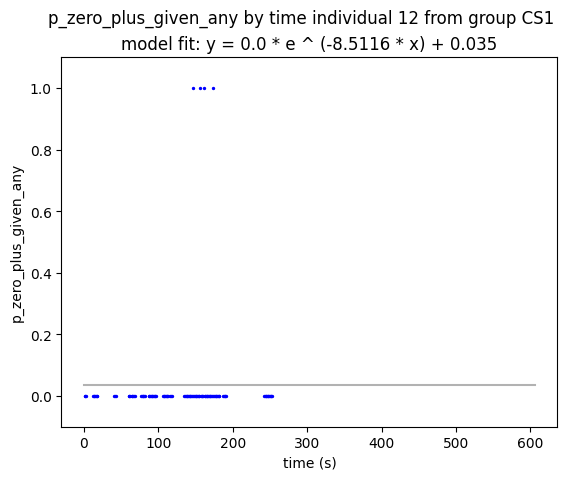 p_zero_plus_given_any by time individual 12 from group CS1
model fit: y = 0.0 * e ^ (-8.5116 * x) + 0.035
1.0
0.8
0.6
0.4
0.2
0.0
p_zero_plus_given_any
0 100 200 300 400 500 600
time (s)